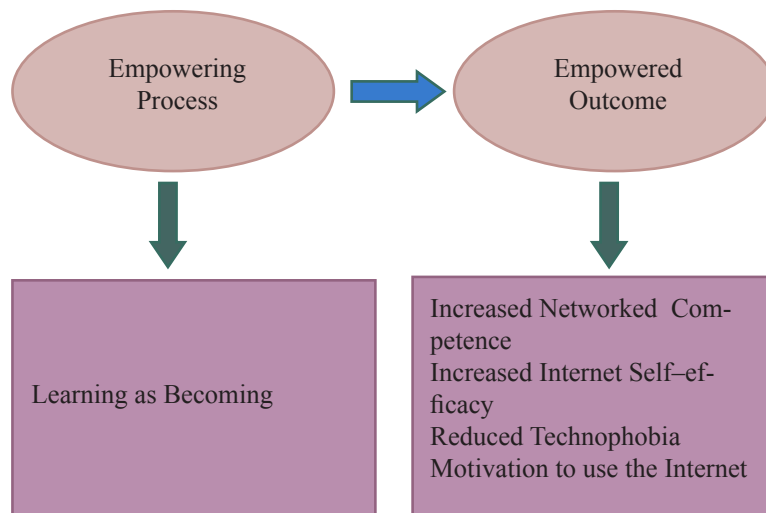 Empowering
Process
Empowered
Outcome
Learning as Becoming
Increased Networked  Com-
petence
Increased Internet Self–ef-
ficacy
Reduced Technophobia
Motivation to use the Internet